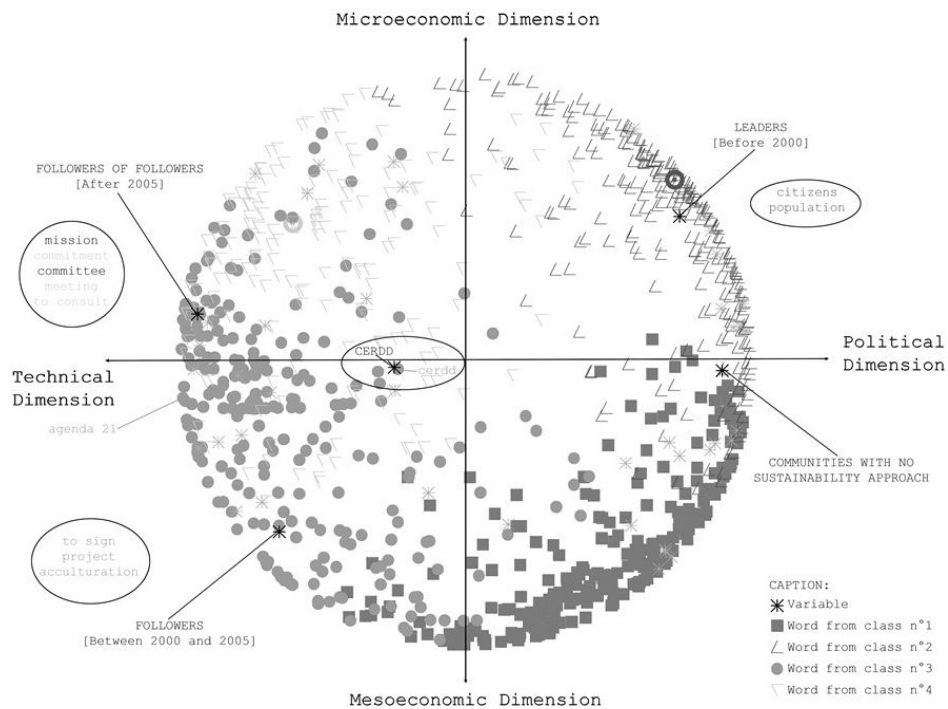 Microeconomic Dimension
LEADERS
[Before 2000]
FOLLOWERS OF FOLLOWERS
[After 2005]
citizens
population
mission
commitment
committee
meeting
to consult
CERDD
cerdd
Political
Dimension
Technical
Dimension
agenda 21
COMMUNITIES WITH NO
SUSTAINABILITY APPROACH
to sign
project
acculturation
FOLLOWERS
[Between 2000 and 2005]
CAPTION:
Variable
Word from class n°1
Word from class n°2
Word from class n°3
Word from class n°4
Mesoeconomic Dimension